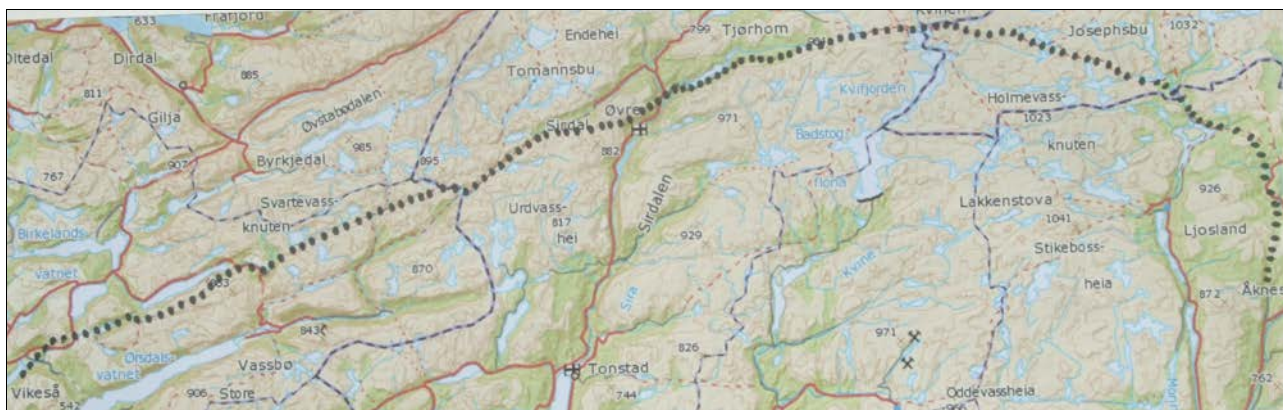 633
Frafjord
Kvinen
799
Tjørhom
Josephsbu
1032
Endehei
Oltedal
Dirdal
885
Tomannsbu
811
Gilja
Øvstabødalen
Sirdal
Øvre
971
Kvifjorden
Holmevass-
1023
knuten
Badstog
767
907
Byrkjedal
985
895
882
Svartevass-
knuten
Urdvass-
817
hei
Sirdalen
929
Lakkenstova
1041
926
Ljosland
Birkelands
vatnet
870
Kvine
Stikeboss-
heia
Sira
872
Åknes
843
Ørsdals
vatnet
Vassbø
971
826
Vikeså
906
Store
Tonstad
744
Oddevassheia
966
762
542